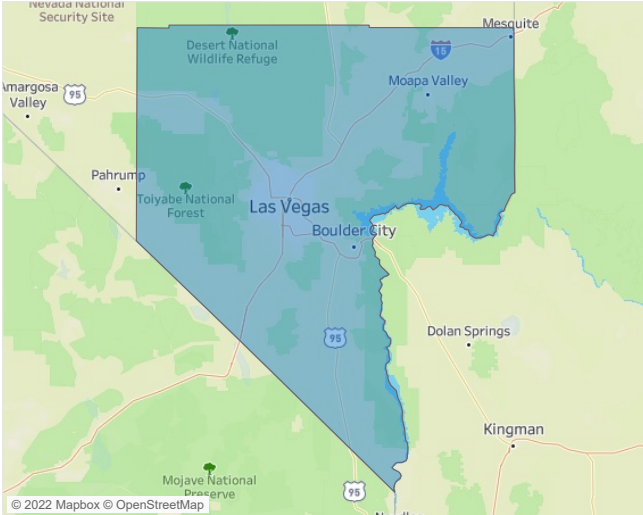 Nevada National
Security Site
Mesquite
Desert National
Wildlife Refuge
15
Moapa Valley
Amargosa
Valley
95
Pahrump
Toiyabe National
Forest
Las Vegas
Boulder City
95
Dolan Springs
Kingman
Mojave National
Preserve
95
© 2022 Mapbox © OpenStreetMap